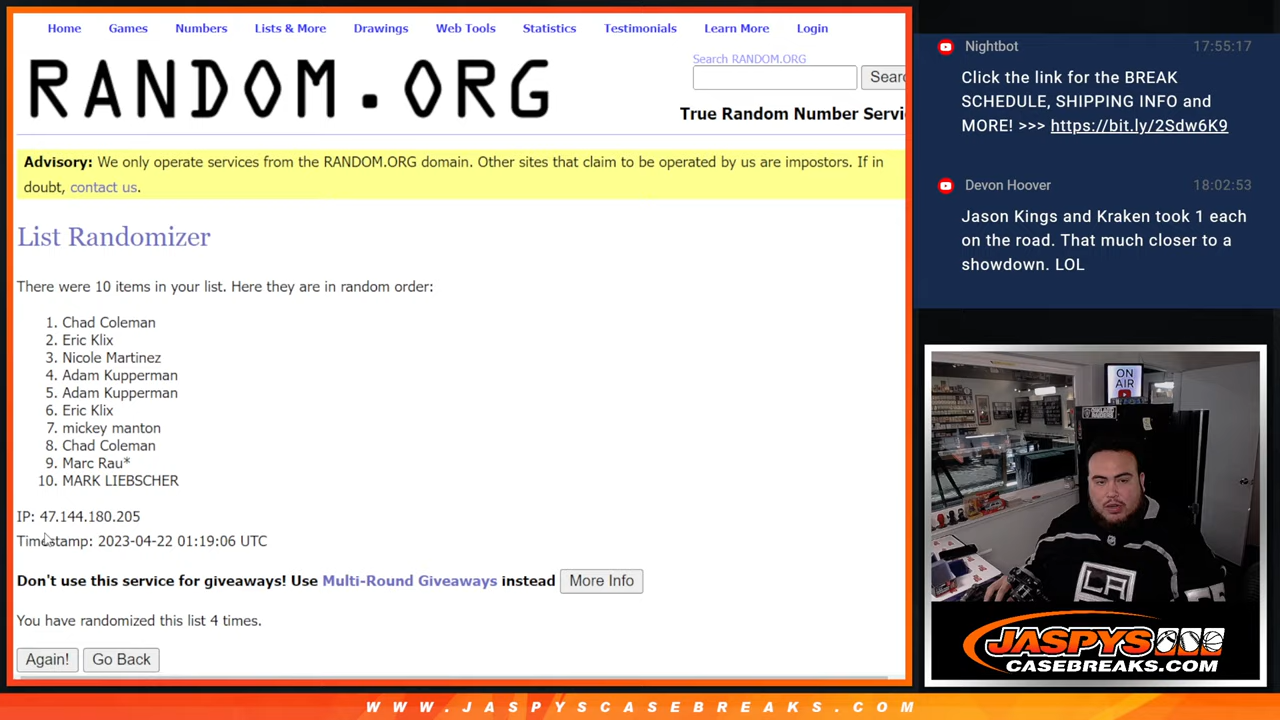 Home Games Numbers Lists & More Drawings Web Tools Statistics Testimonials Learn More Login
RANDOM.ORG
Search RANDOM.ORG
True Random Number Servi
Advisory: We only operate services from the RANDOM.ORG domain. Other sites that claim to be operated by us are impostors. If in
doubt, contact us.
List Randomizer
There were 10 items in your list. Here they are in random order:
1. Chad Coleman
2. Eric Klix
3. Nicole Martinez
4. Adam Kupperman
5. Adam Kupperman
6. Eric Klix
7. mickey manton
8. Chad Coleman
9. Marc Rau*
10. MARK LIEBSCHER
IP: 47.144.180.205
Timestamp: 2023-04-22 01:19:06 UTC
Don't use this service for giveaways! Use Multi-Round Giveaways instead More Info
You have randomized this list 4 times.
Again! Go Back
Nightbot 17:55:17
Click the link for the BREAK
SCHEDULE, SHIPPING INFO and
MORE! >>> https://bit.ly/2Sdw6K9
Devon Hoover 18:02:53
Jason Kings and Kraken took 1 each
on the road. That much closer to a
showdown. LOL
ON
AIR
LA
JASPYS
CASEBREAKS.COM
WWW.JASPYSCASEBREAKS.COM